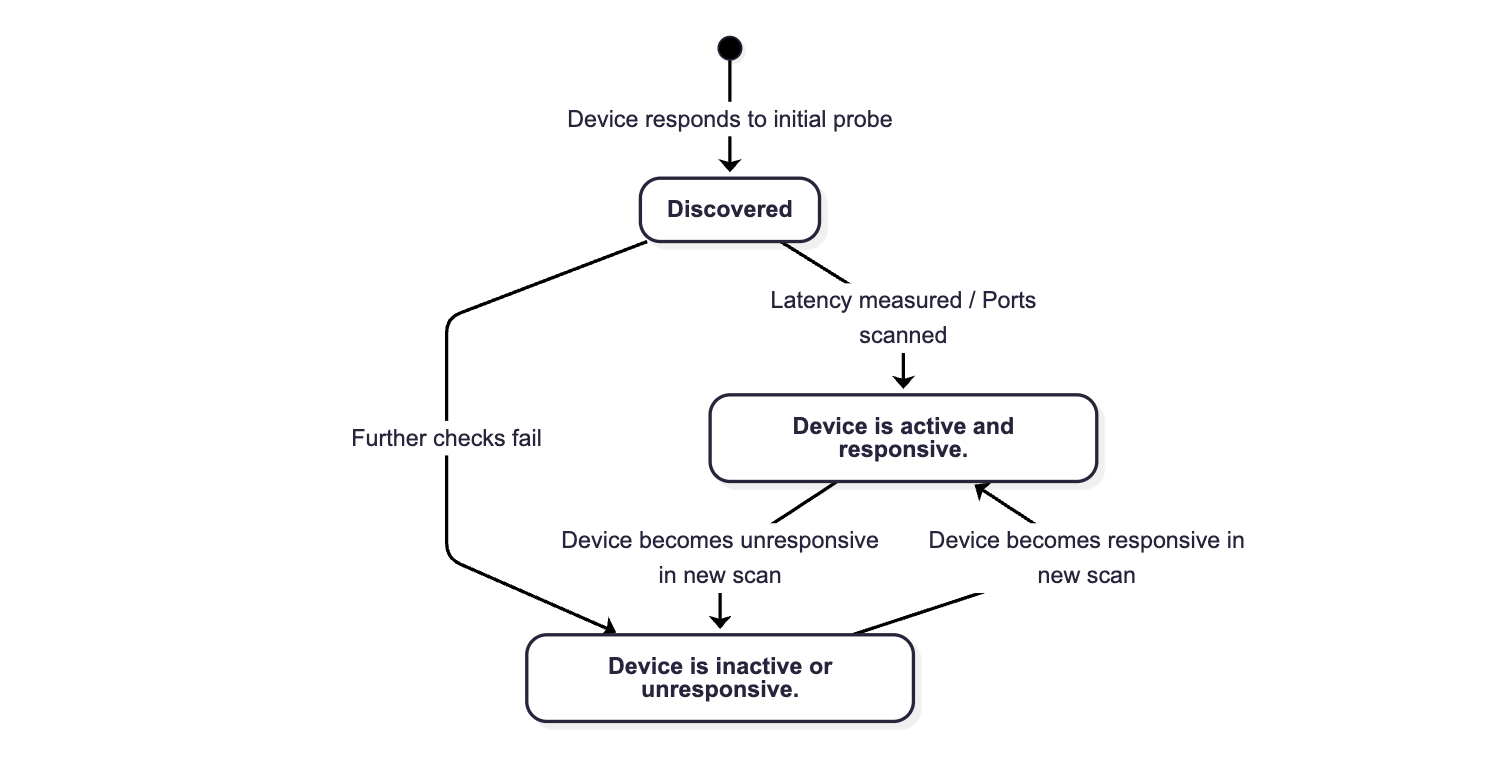 Device responds to initial probe
Discovered
Latency measured / Ports
scanned
Device is active and
responsive.
Further checks fail
Device becomes unresponsive
in new scan
Device becomes responsive in
new scan
Device is inactive or
unresponsive.